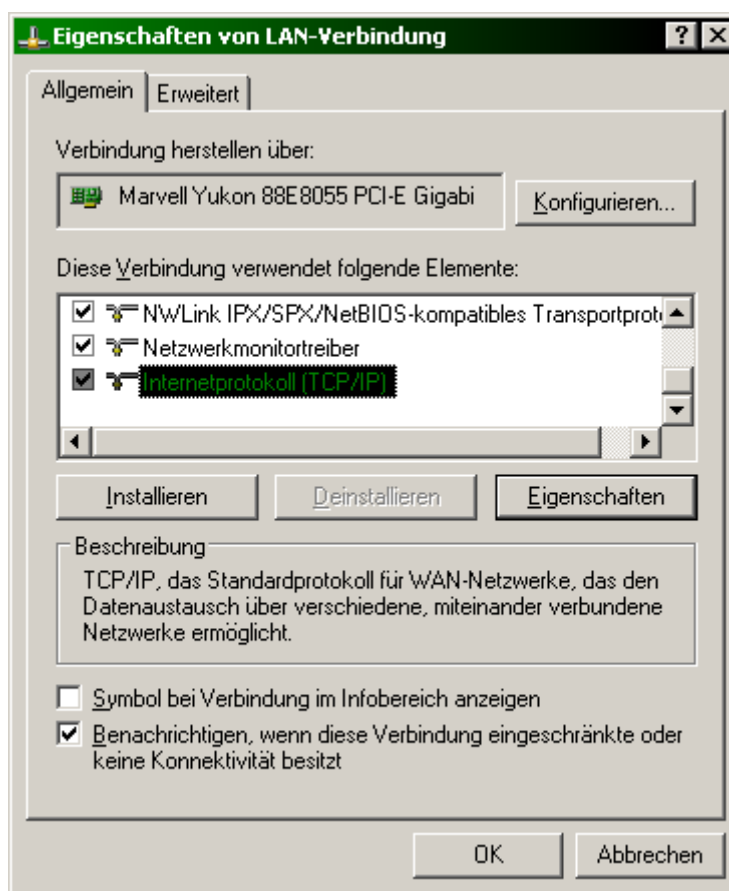 Eigenschaften von LAN-Verbindung
Allgemein
Erweitert
Verbindung herstellen über:
Marvell Yukon 88E8055 PCI-E Gigabi
Konfigurieren...
Diese Verbindung verwendet folgende Elemente:
NWLink IPX/SPX/NetBIOS-kompatibles Transportproto
Netzwerkmonitortreiber
Internetprotokoll (TCP/IP)
Installieren
Deinstallieren
Eigenschaften
Beschreibung
TCP/IP, das Standardprotokoll für WAN-Netzwerke, das den
Datenaustausch über verschiedene, miteinander verbundene
Netzwerke ermöglicht.
Symbol bei Verbindung im Infobereich anzeigen
Benachrichtigen, wenn diese Verbindung eingeschränkte oder
keine Konnektivität besitzt
OK
Abbrechen